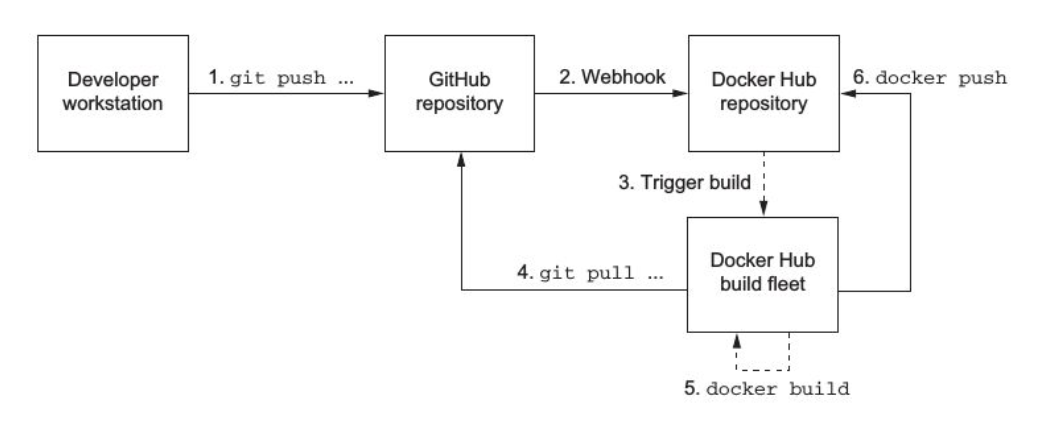 Developer
workstation
1. git push ...
GitHub
repository
2. Webhook
Docker Hub
repository
6. docker push
3. Trigger build
4. git pull ...
Docker Hub
build fleet
5. docker build